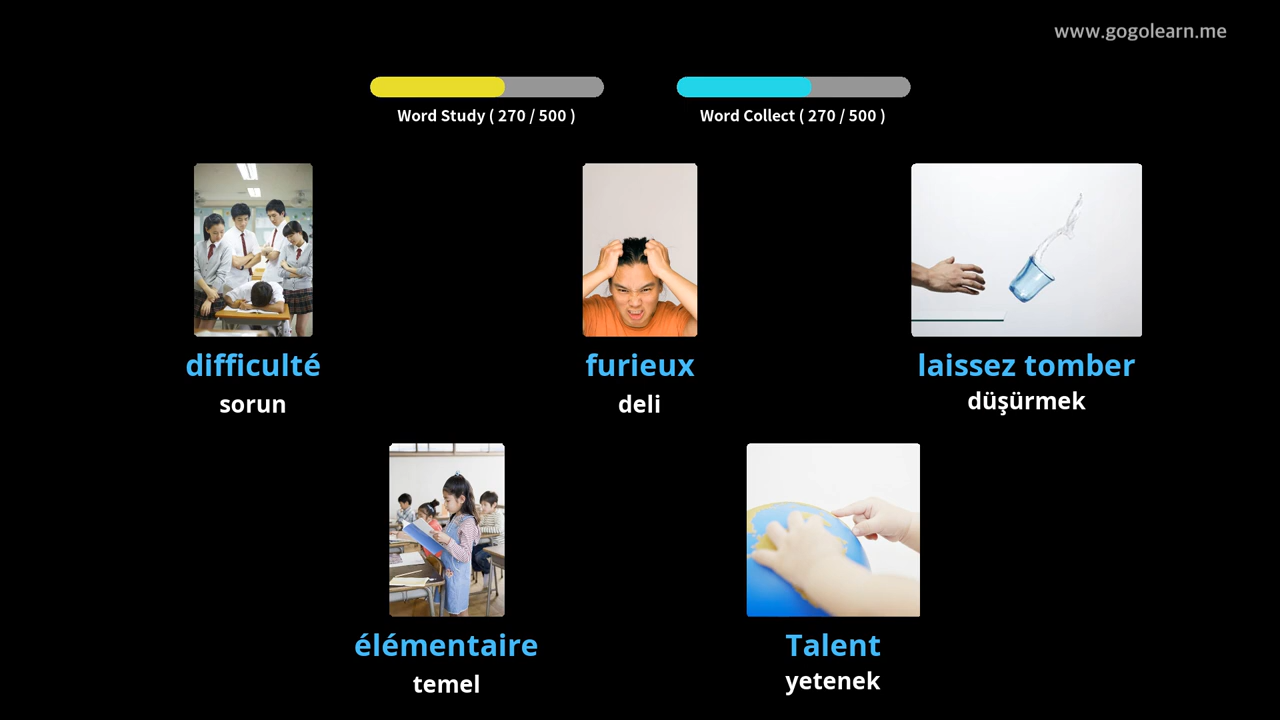 www.gogolearn.me
Word Study ( 270 / 500 )
Word Collect ( 270 / 500 )
difficulté
sorun
furieux
deli
laissez tomber
düşürmek
élémentaire
temel
Talent
yetenek